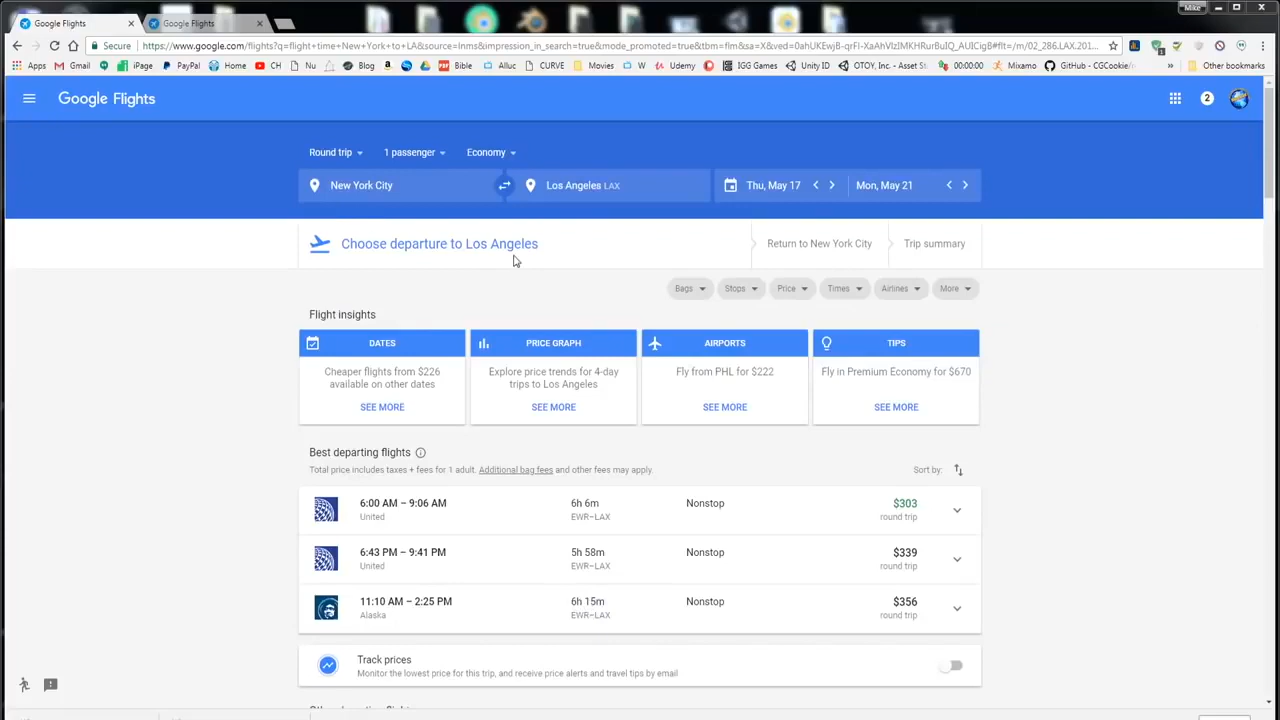 Mike
Google Flights
Google Flights
Secure
https://www.google.com/flights?q=flight+time+New+York+to+LA&source=lnms&impression_in_search=true&mode_promoted=true&tbm=flm&sa=X&ved=
Apps
Gmail
iPage
PayPal
Home
CH
Nu
Blog
Bible
Alluc
CURVE
Movies
W
Udemy
IGG Games
Unity ID
OTOY, Inc. - Asset St
00:00:00
Mixamo
GitHub - CGCookie/r
»
Other bookmarks
Google Flights
2
Round trip
1 passenger
Economy
New York City
Los Angeles LAX
Thu, May 17
Mon, May 21
Choose departure to Los Angeles
Return to New York City
Trip summary
Bags
Stops
Price
Times
Airlines
More
Flight insights
DATES
PRICE GRAPH
AIRPORTS
TIPS
Cheaper flights from $226
available on other dates
Explore price trends for 4-day
trips to Los Angeles
Fly from PHL for $222
Fly in Premium Economy for $670
SEE MORE
SEE MORE
SEE MORE
SEE MORE
Best departing flights
Total price includes taxes + fees for 1 adult. Additional bag fees and other fees may apply.
Sort by:
6:00 AM – 9:06 AM
6h 6m
Nonstop
$303
United
EWR–LAX
round trip
6:43 PM – 9:41 PM
5h 58m
Nonstop
$339
United
EWR–LAX
round trip
11:10 AM – 2:25 PM
6h 15m
Nonstop
$356
Alaska
EWR–LAX
round trip
Track prices
Monitor the lowest price for this trip, and receive price alerts and travel tips by email